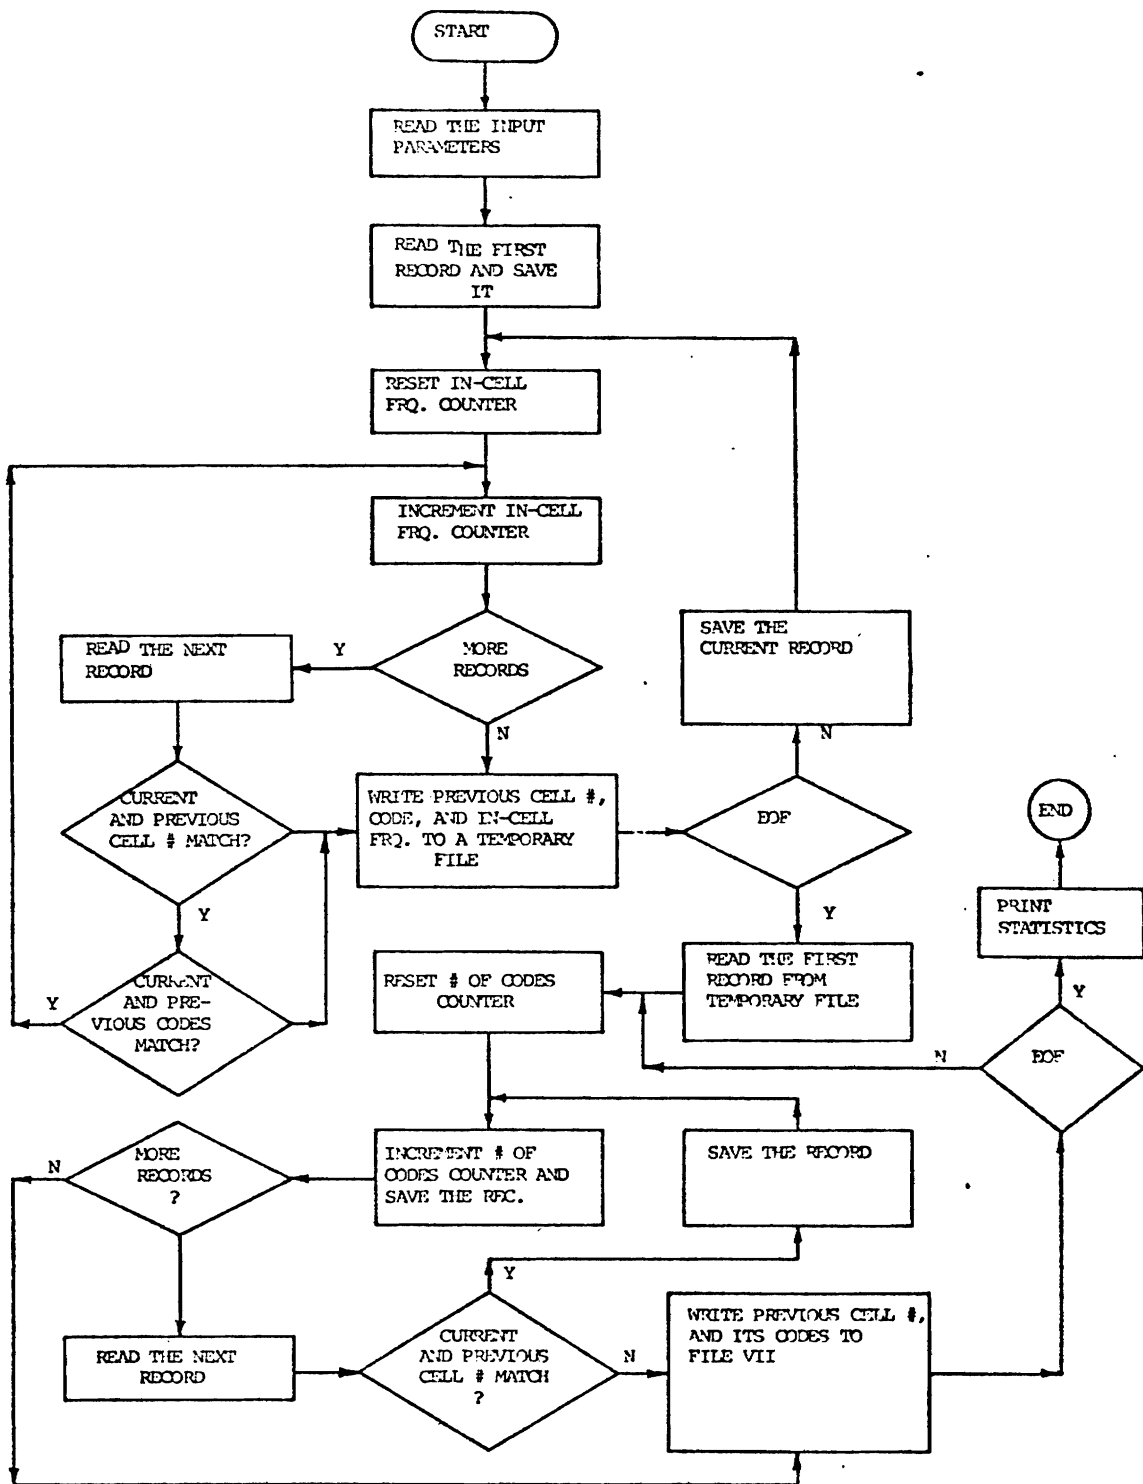 START
READ THE INPUT
PARAMETERS
READ THE FIRST
RECORD AND SAVE
IT
RESET IN-CELL
FRQ. COUNTER
INCREMENT IN-CELL
FRQ. COUNTER
MORE
RECORDS
Y
N
READ THE NEXT
RECORD
SAVE THE
CURRENT RECORD
N
CURRENT
AND PREVIOUS
CELL # MATCH?
Y
WRITE PREVIOUS CELL #,
CODE, AND IN-CELL
FRQ. TO A TEMPORARY
FILE
EOF
Y
END
PRINT
STATISTICS
Y
CURRENT
AND PRE-
VIOUS CODES
MATCH?
Y
RESET # OF CODES
COUNTER
READ THE FIRST
RECORD FROM
TEMPORARY FILE
EOF
N
MORE
RECORDS
?
N
INCREMENT # OF
CODES COUNTER AND
SAVE THE REC.
SAVE THE RECORD
READ THE NEXT
RECORD
CURRENT
AND PREVIOUS
CELL # MATCH
?
Y
N
WRITE PREVIOUS CELL #,
AND ITS CODES TO
FILE VII